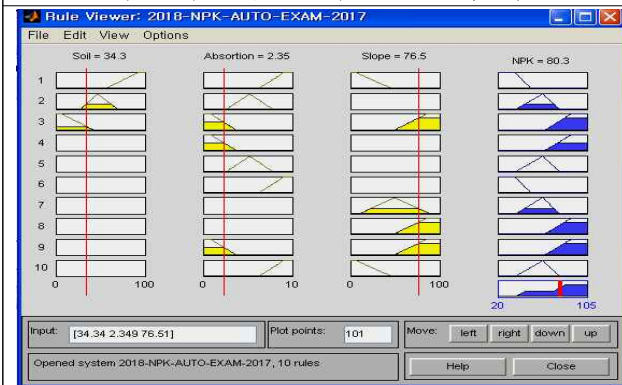 Rule Viewer: 2018-NPK-AUTO-EXAM-2017
File Edit View Options
Soil = 34.3 Absortion = 2.35 Slope = 76.5 NPK = 80.3
1
2
3
4
5
6
7
8
9
10
0 100 0 10 0 100
20 105
Input: [34.34 2.349 76.51] Plot points: 101 Move: left right down up
Opened system 2018-NPK-AUTO-EXAM-2017, 10 rules Help Close